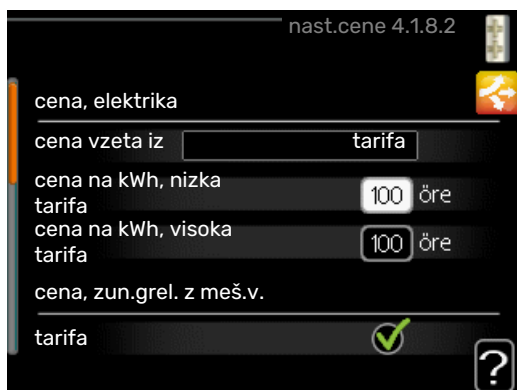 nast.cene 4.1.8.2
cena, elektrika
cena vzeta iz tarifa
cena na kWh, nizka
tarifa
100 öre
cena na kWh, visoka
tarifa
100 öre
cena, zun.grel. z meš.v.
tarifa
?